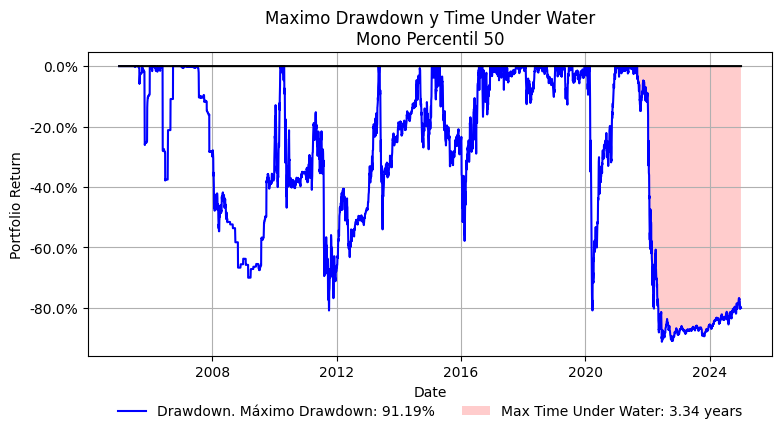 Maximo Drawdown y Time Under Water
Mono Percentil 50
0.0%
-20.0%
-40.0%
-60.0%
-80.0%
Portfolio Return
2008
2012
2016
2020
2024
Date
Drawdown. Máximo Drawdown: 91.19%
Max Time Under Water: 3.34 years